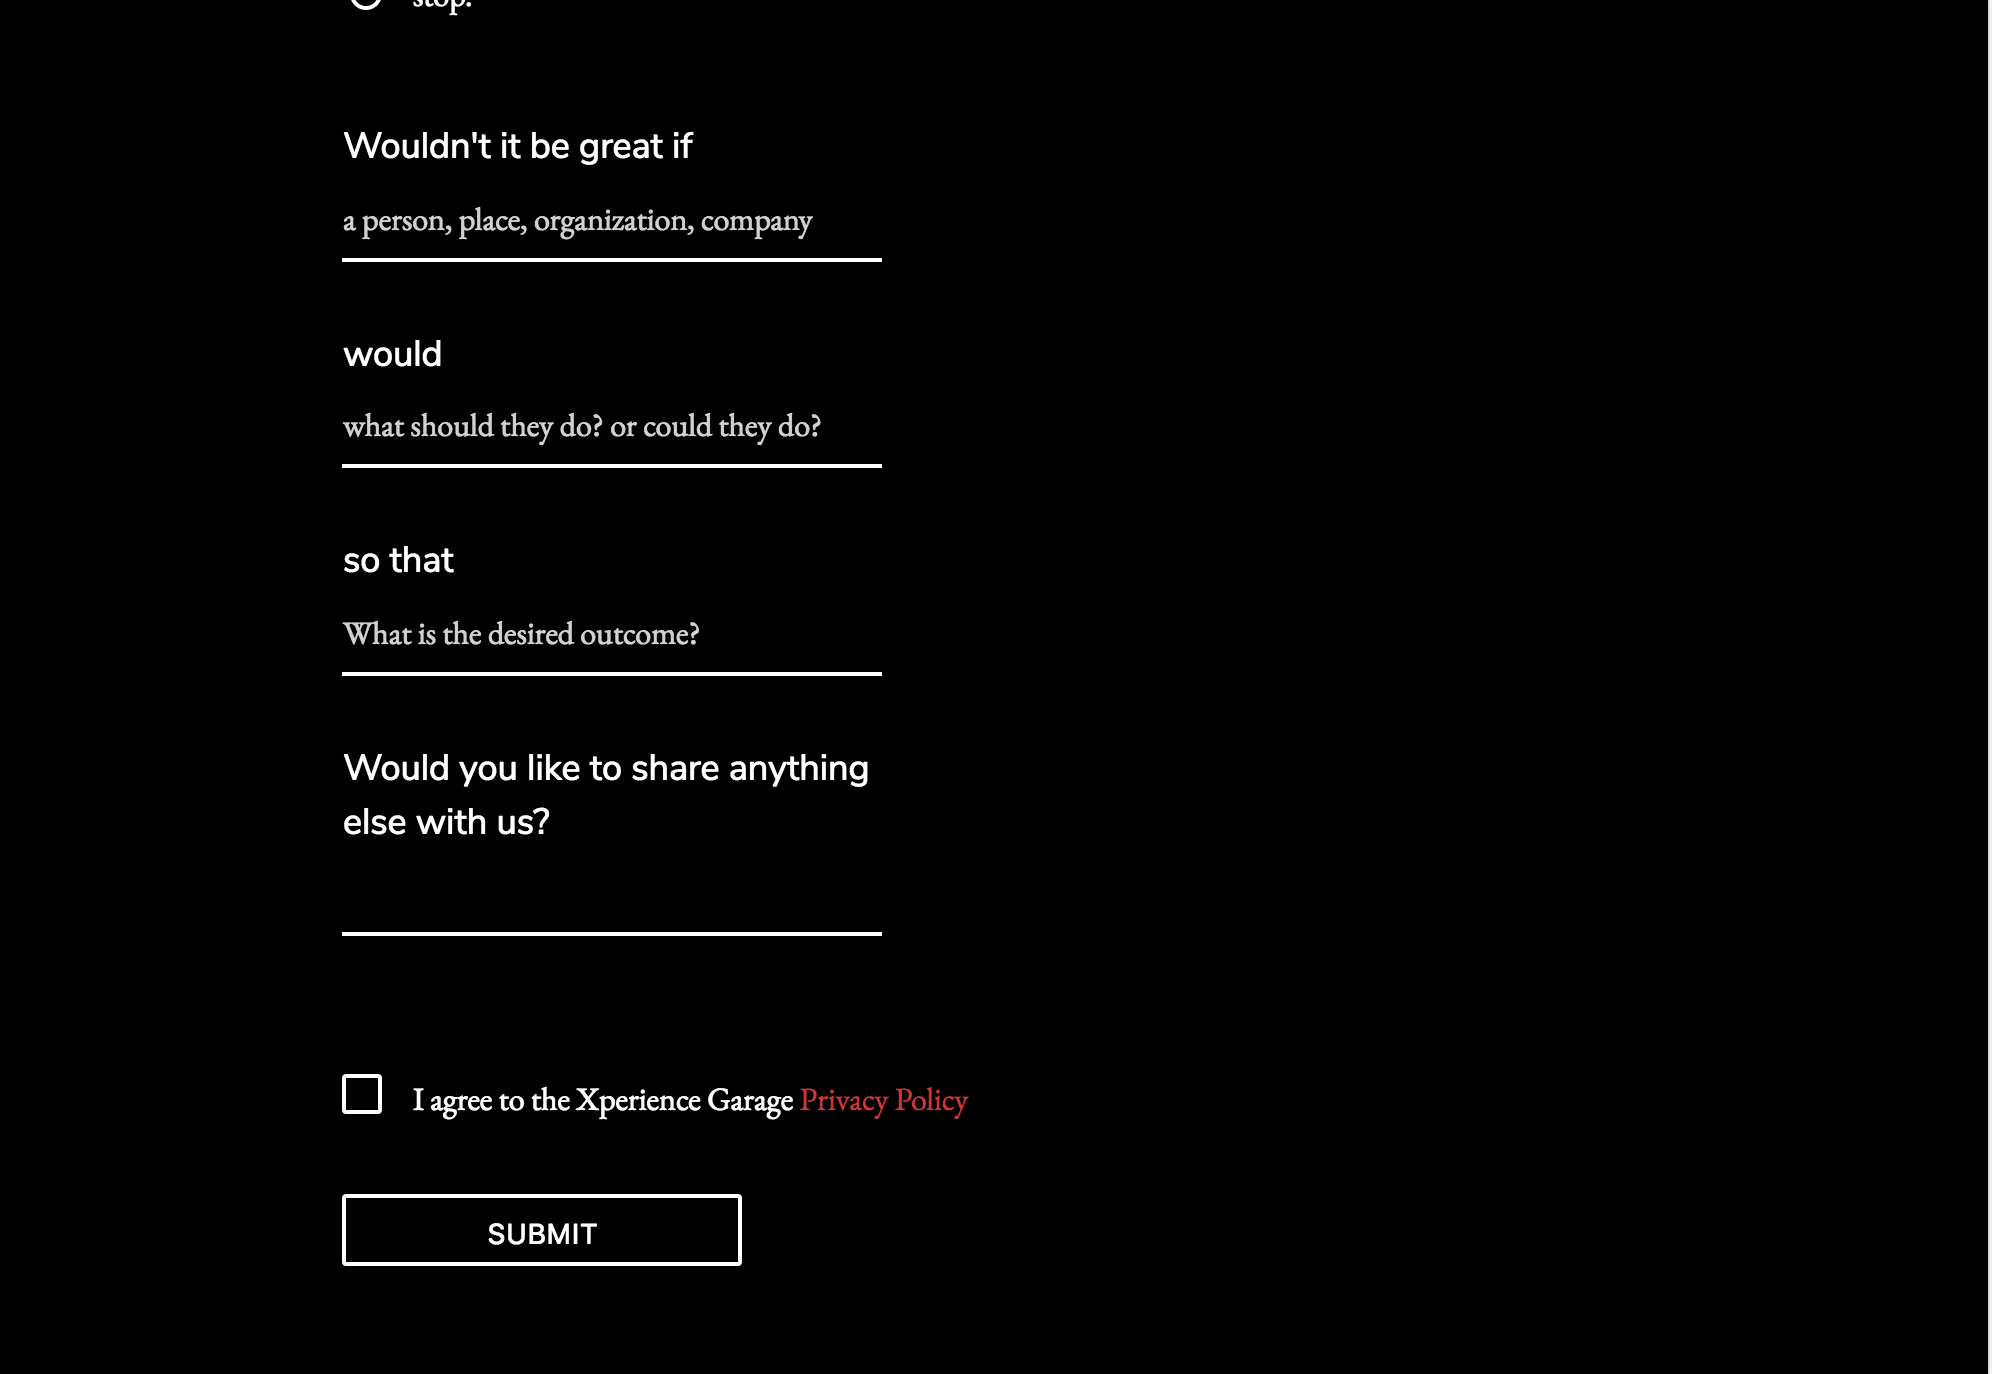 stop.
Wouldn't it be great if
a person, place, organization, company
would
what should they do? or could they do?
so that
What is the desired outcome?
Would you like to share anything
else with us?
I agree to the Xperience Garage Privacy Policy
SUBMIT